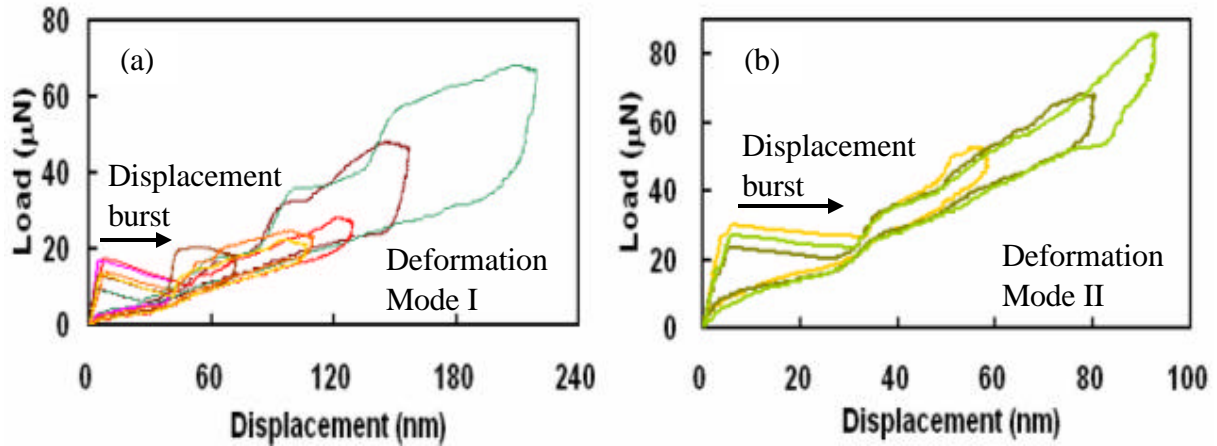 (a)
Load (µN)
80
60
40
20
0
Displacement
burst
Deformation
Mode I
0 60 120 180 240
Displacement (nm)
(b)
Load (µN)
80
60
40
20
0
Displacement
burst
Deformation
Mode II
0 20 40 60 80 100
Displacement (nm)